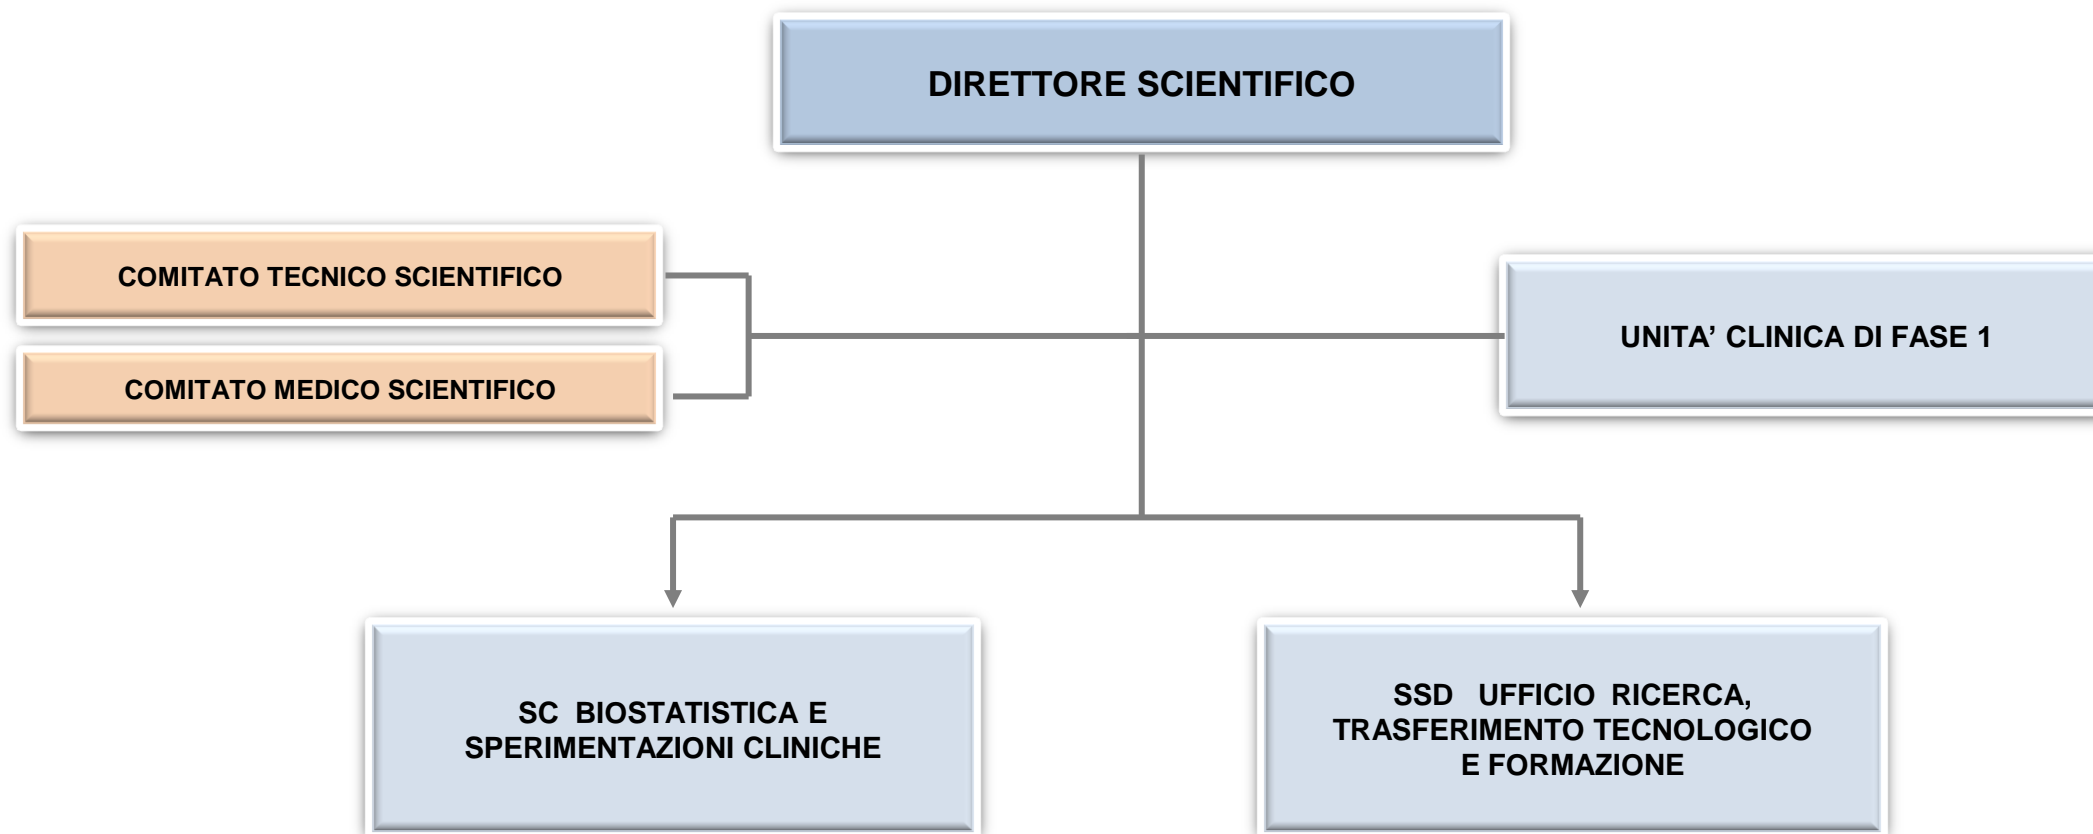 DIRETTORE SCIENTIFICO
COMITATO TECNICO SCIENTIFICO
COMITATO MEDICO SCIENTIFICO
UNITA’ CLINICA DI FASE 1
SC BIOSTATISTICA E
SPERIMENTAZIONI CLINICHE
SSD UFFICIO RICERCA,
TRASFERIMENTO TECNOLOGICO
E FORMAZIONE